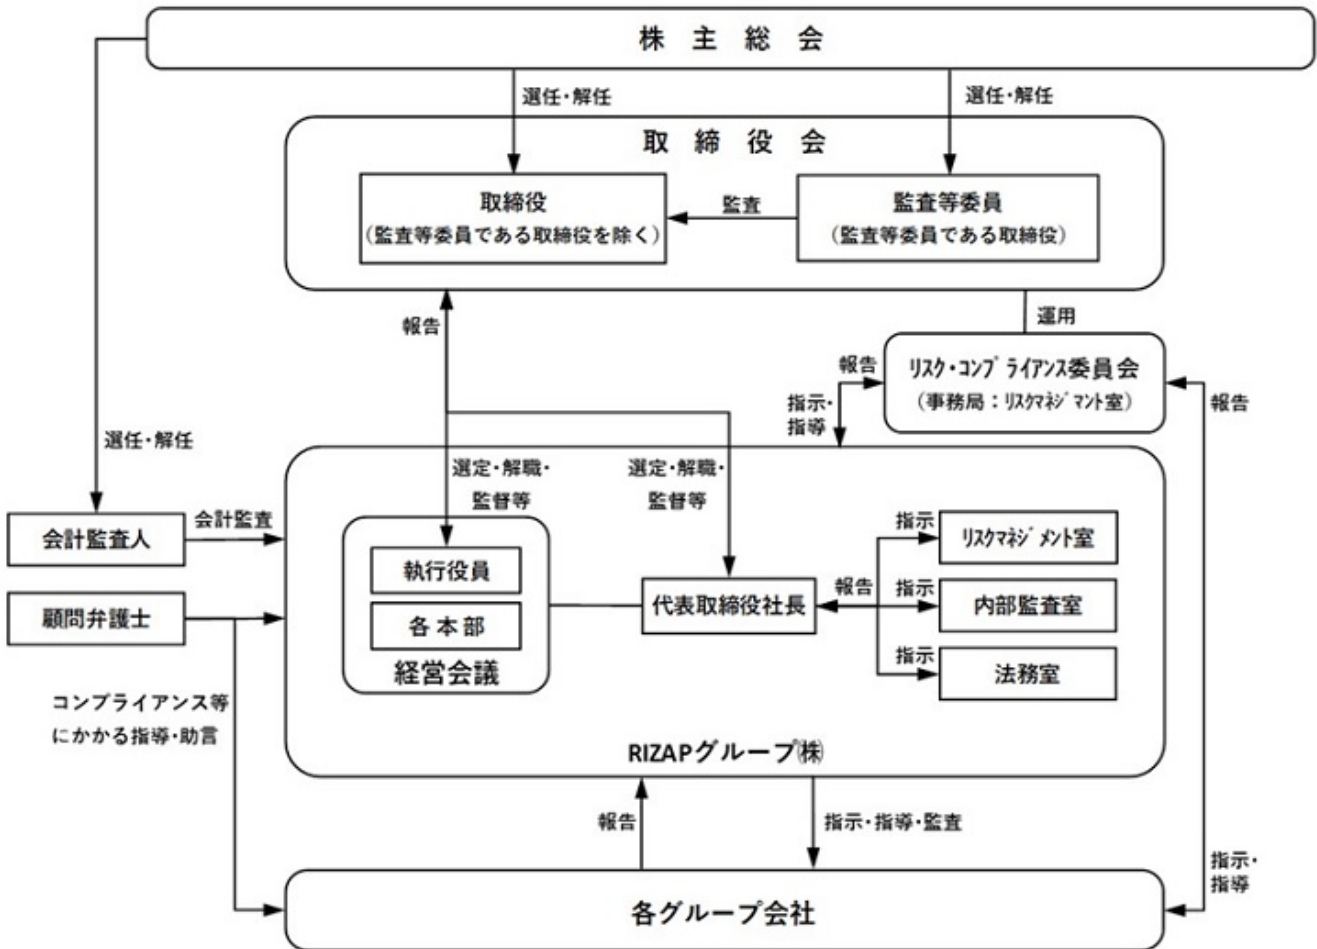 株 主 総 会
選任・解任
選任・解任
取 締 役 会
取締役
(監査等委員である取締役を除く)
監査
監査等委員
(監査等委員である取締役)
報告
運用
リスク・コンプライアンス委員会
(事務局:リスクマネジマント室)
報告
指示・
指導
報告
選任・解任
選定・解職・
監督等
選定・解職・
監督等
会計監査人
会計監査
顧問弁護士
執行役員
各本部
経営会議
代表取締役社長
報告
指示
リスクマネジメント室
指示
内部監査室
指示
法務室
コンプライアンス等
にかかる指導・助言
RIZAPグループ㈱
報告
指示・指導・監査
指示・
指導
各グループ会社